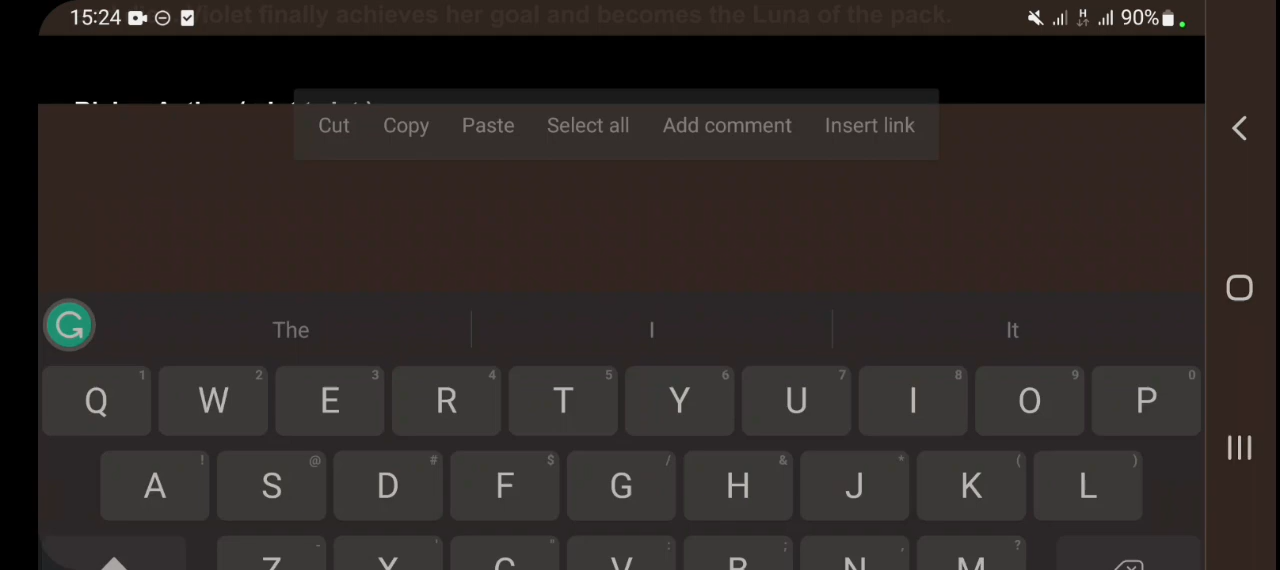 15:24 90%
Violet finally achieves her goal and becomes the Luna of the pack.
Cut Copy Paste Select all Add comment Insert link
The I It
1 2 3 4 5 6 7 8 9 0
Q W E R T Y U I O P
! @ # $ / & * ( )
A S D F G H J K L
- ' " : ; , ?
Z X C V B N M